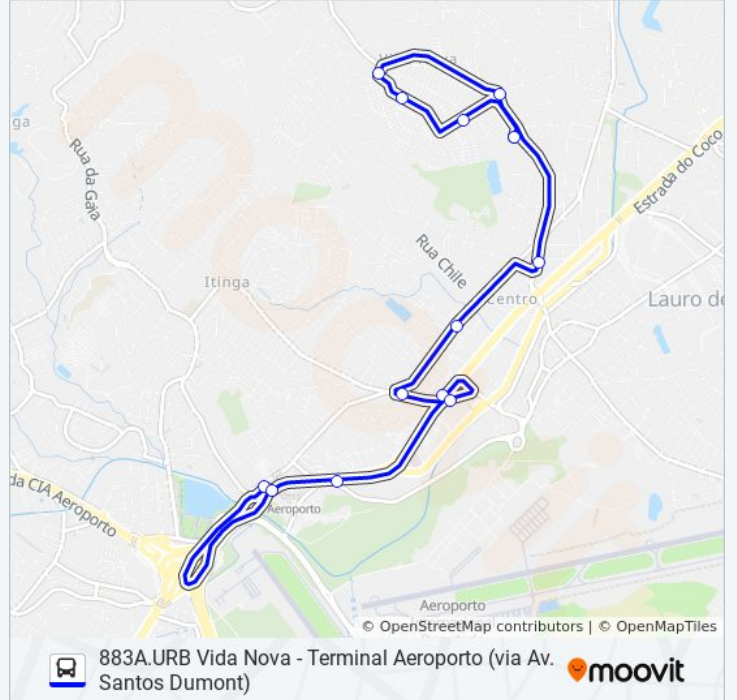 ga
Rua da Gaia
Estrada do Coco
Rua Chile
Itinga
Centro
Lauro de
da CIA Aeroporto
Aeroporto
Aeroporto
© OpenStreetMap contributors | © OpenMapTiles
883A.URB Vida Nova - Terminal Aeroporto (via Av.
Santos Dumont)
moovit